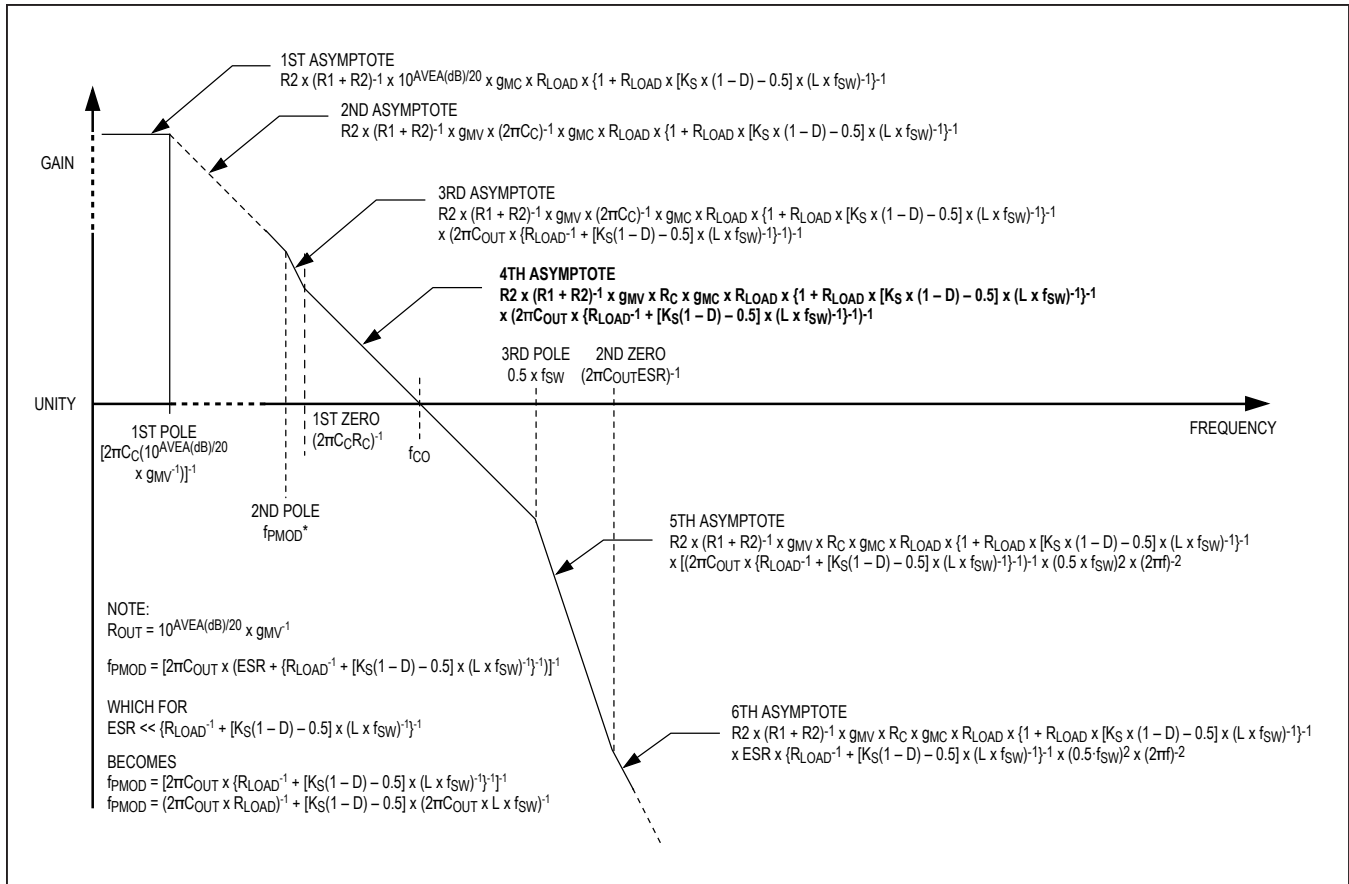 1ST ASYMPTOTE
R2 x (R1 + R2)⁻¹ x 10^AVEA(dB)/20 x gMC x RLOAD x {1 + RLOAD x [KS x (1 – D) – 0.5] x (L x fSW)⁻¹}⁻¹
2ND ASYMPTOTE
R2 x (R1 + R2)⁻¹ x gMV x (2πCC)⁻¹ x gMC x RLOAD x {1 + RLOAD x [KS x (1 – D) – 0.5] x (L x fSW)⁻¹}⁻¹
GAIN
3RD ASYMPTOTE
R2 x (R1 + R2)⁻¹ x gMV x (2πCC)⁻¹ x gMC x RLOAD x {1 + RLOAD x [KS x (1 – D) – 0.5] x (L x fSW)⁻¹}⁻¹
x (2πCOUT x {RLOAD⁻¹ + [KS(1 – D) – 0.5] x (L x fSW)⁻¹}⁻¹)⁻¹
4TH ASYMPTOTE
R2 x (R1 + R2)⁻¹ x gMV x RC x gMC x RLOAD x {1 + RLOAD x [KS x (1 – D) – 0.5] x (L x fSW)⁻¹}⁻¹
x (2πCOUT x {RLOAD⁻¹ + [KS(1 – D) – 0.5] x (L x fSW)⁻¹}⁻¹)⁻¹
3RD POLE
0.5 x fSW
2ND ZERO
(2πCOUTESR)⁻¹
UNITY
FREQUENCY
1ST POLE
[2πCC(10^AVEA(dB)/20
x gMV⁻¹)]⁻¹
1ST ZERO
(2πCCRC)⁻¹
fCO
2ND POLE
fPMOD*
5TH ASYMPTOTE
R2 x (R1 + R2)⁻¹ x gMV x RC x gMC x RLOAD x {1 + RLOAD x [KS x (1 – D) – 0.5] x (L x fSW)⁻¹}⁻¹
x [(2πCOUT x {RLOAD⁻¹ + [KS(1 – D) – 0.5] x (L x fSW)⁻¹}⁻¹)⁻¹ x (0.5 x fSW)² x (2πf)⁻²
NOTE:
ROUT = 10^AVEA(dB)/20 x gMV⁻¹
fPMOD = [2πCOUT x (ESR + {RLOAD⁻¹ + [KS(1 – D) – 0.5] x (L x fSW)⁻¹}⁻¹)]⁻¹
WHICH FOR
ESR << {RLOAD⁻¹ + [KS(1 – D) – 0.5] x (L x fSW)⁻¹}⁻¹
BECOMES
fPMOD = [2πCOUT x {RLOAD⁻¹ + [KS(1 – D) – 0.5] x (L x fSW)⁻¹}⁻¹]⁻¹
fPMOD = (2πCOUT x RLOAD)⁻¹ + [KS(1 – D) – 0.5] x (2πCOUT x L x fSW)⁻¹
6TH ASYMPTOTE
R2 x (R1 + R2)⁻¹ x gMV x RC x gMC x RLOAD x {1 + RLOAD x [KS x (1 – D) – 0.5] x (L x fSW)⁻¹}⁻¹
x ESR x {RLOAD⁻¹ + [KS(1 – D) – 0.5] x (L x fSW)⁻¹}⁻¹ x (0.5·fSW)² x (2πf)⁻²